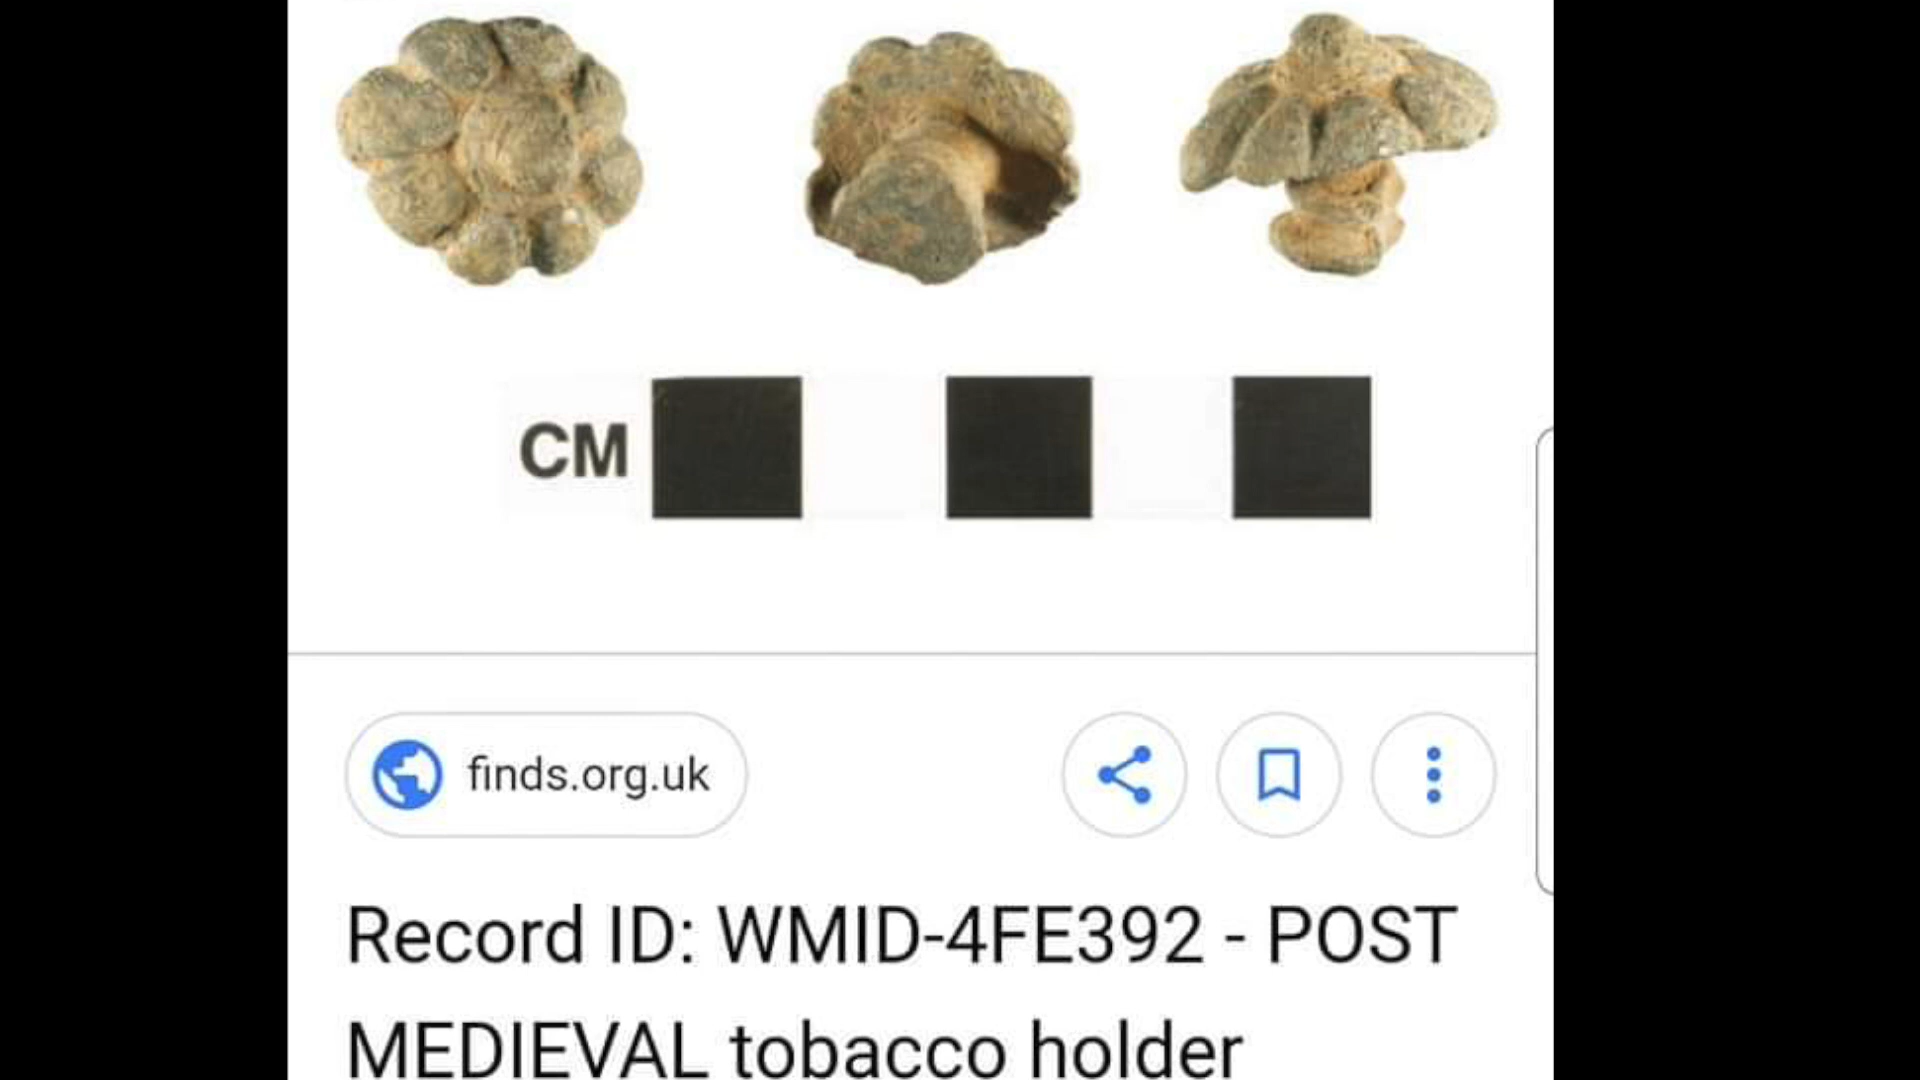 CM
finds.org.uk
Record ID: WMID-4FE392 - POST
MEDIEVAL tobacco holder